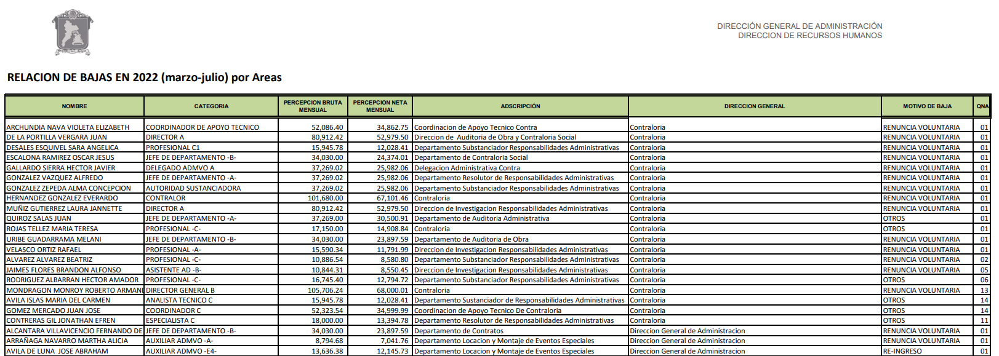 DIRECCIÓN GENERAL DE ADMINISTRACIÓN
DIRECCION DE RECURSOS HUMANOS
RELACION DE BAJAS EN 2022 (marzo-julio) por Areas
NOMBRE CATEGORIA PERCEPCION BRUTA MENSUAL PERCEPCION NETA MENSUAL ADSCRIPCIÓN DIRECCION GENERAL MOTIVO DE BAJA QNA
ARCHUNDIA NAVA VIOLETA ELIZABETH COORDINADOR DE APOYO TECNICO 52,086.40 34,862.75 Coordinacion de Apoyo Tecnico Contra Contraloria RENUNCIA VOLUNTARIA 01
DE LA PORTILLA VERGARA JUAN DIRECTOR A 80,912.42 52,979.50 Direccion de Auditoria de Obra y Contraloria Social Contraloria RENUNCIA VOLUNTARIA 01
DESALES ESQUIVEL SARA ANGELICA PROFESIONAL C1 15,945.78 12,028.41 Departamento Substanciador Responsabilidades Administrativas Contraloria RENUNCIA VOLUNTARIA 01
ESCALONA RAMIREZ OSCAR JESUS JEFE DE DEPARTAMENTO -B- 34,030.00 24,374.01 Departamento de Contraloria Social Contraloria RENUNCIA VOLUNTARIA 01
GALLARDO SIERRA HECTOR JAVIER DELEGADO ADMVO A 37,269.02 25,982.06 Delegacion Administrativa Contra Contraloria RENUNCIA VOLUNTARIA 01
GONZALEZ VAZQUEZ ALFREDO JEFE DE DEPARTAMENTO -A- 37,269.02 25,982.06 Departamento Resolutor de Responsabilidades Administrativas Contraloria RENUNCIA VOLUNTARIA 01
GONZALEZ ZEPEDA ALMA CONCEPCION AUTORIDAD SUSTANCIADORA 37,269.02 25,982.06 Departamento Substanciador Responsabilidades Administrativas Contraloria RENUNCIA VOLUNTARIA 01
HERNANDEZ GONZALEZ EVERARDO CONTRALOR 101,680.00 67,101.46 Contraloria Contraloria RENUNCIA VOLUNTARIA 01
MUÑIZ GUTIERREZ LAURA JANNETTE DIRECTOR A 80,912.42 52,979.50 Direccion de Investigacion Responsabilidades Administrativas Contraloria RENUNCIA VOLUNTARIA 01
QUIROZ SALAS JUAN JEFE DE DEPARTAMENTO -A- 37,269.00 30,500.91 Departamento de Auditoria Administrativa Contraloria OTROS 01
ROJAS TELLEZ MARIA TERESA PROFESIONAL -C- 17,150.00 14,908.84 Contraloria Contraloria OTROS 01
URIBE GUADARRAMA MELANI JEFE DE DEPARTAMENTO -B- 34,030.00 23,897.59 Departamento de Auditoria de Obra Contraloria RENUNCIA VOLUNTARIA 01
VELASCO ORTIZ RAFAEL PROFESIONAL -A- 15,590.34 11,791.99 Direccion de Investigacion Responsabilidades Administrativas Contraloria RENUNCIA VOLUNTARIA 01
ALVAREZ ALVAREZ BEATRIZ PROFESIONAL -C- 10,886.54 8,580.80 Departamento Substanciador Responsabilidades Administrativas Contraloria RENUNCIA VOLUNTARIA 02
JAIMES FLORES BRANDON ALFONSO ASISTENTE AD -B- 10,844.31 8,550.45 Direccion de Investigacion Responsabilidades Administrativas Contraloria RENUNCIA VOLUNTARIA 05
RODRIGUEZ ALBARRAN HECTOR AMADOR PROFESIONAL -C- 16,745.40 12,794.72 Departamento Substanciador Responsabilidades Administrativas Contraloria OTROS 06
MONDRAGON MONROY ROBERTO ARMAND DIRECTOR GENERAL B 105,706.24 68,000.01 Contraloria Contraloria RENUNCIA VOLUNTARIA 13
AVILA ISLAS MARIA DEL CARMEN ANALISTA TECNICO C 15,945.78 12,028.41 Departamento Sustanciador de Responsabilidades Administrativas Contraloria OTROS 14
GOMEZ MERCADO JUAN JOSE COORDINADOR C 52,323.54 34,999.99 Coordinacion de Apoyo Tecnico De Contraloria Contraloria OTROS 14
CONTRERAS GIL JONATHAN EFREN ESPECIALISTA C 18,000.00 13,394.78 Departamento Resolutor de Responsabilidades Administrativas Contraloria OTROS 11
ALCANTARA VILLAVICENCIO FERNANDO DE JEFE DE DEPARTAMENTO -B- 34,030.00 23,897.59 Departamento de Contratos Direccion General de Administracion RENUNCIA VOLUNTARIA 01
ARRAÑAGA NAVARRO MARTHA ALICIA AUXILIAR ADMVO -A- 8,794.68 7,041.76 Departamento Locacion y Montaje de Eventos Especiales Direccion General de Administracion RENUNCIA VOLUNTARIA 01
AVILA DE LUNA JOSE ABRAHAM AUXILIAR ADMVO -E4- 13,636.38 12,145.73 Departamento Locacion y Montaje de Eventos Especiales Direccion General de Administracion RE-INGRESO 01